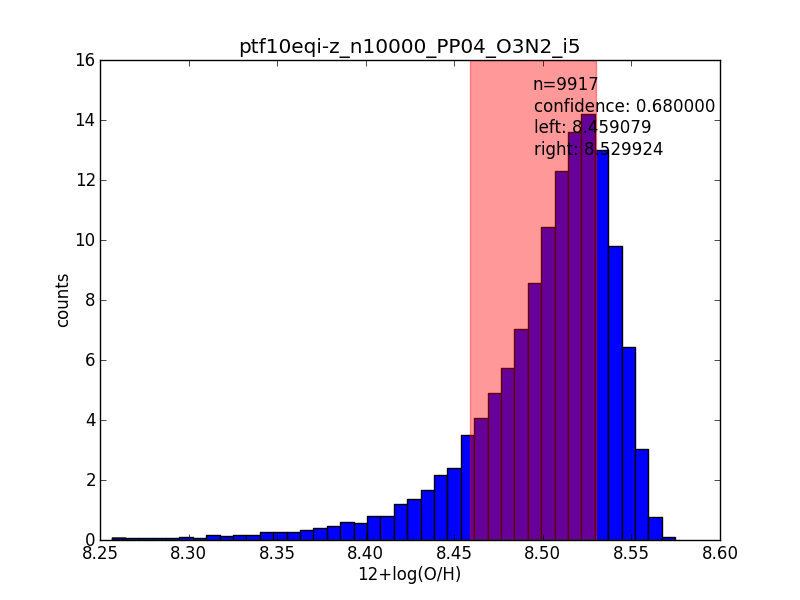 ptf10eqi-z_n10000_PP04_O3N2_i5
n=9917
confidence: 0.680000
left: 8.459079
right: 8.529924
counts
16
14
12
10
8
6
4
2
0
8.25 8.30 8.35 8.40 8.45 8.50 8.55 8.60
12+log(O/H)